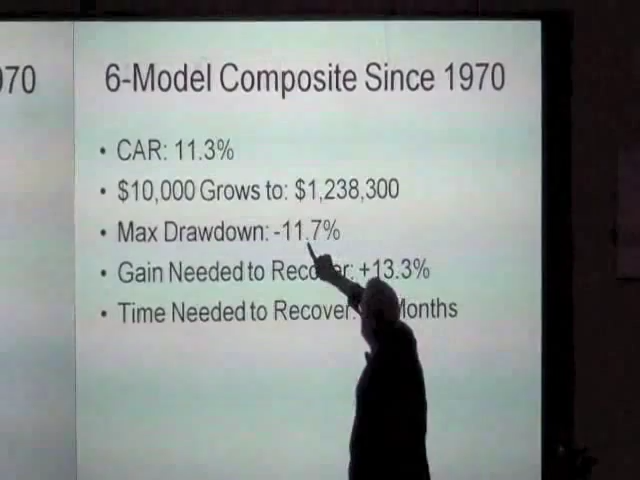 970
6-Model Composite Since 1970
• CAR: 11.3%
• $10,000 Grows to: $1,238,300
• Max Drawdown: -11.7%
• Gain Needed to Recover: +13.3%
• Time Needed to Recover: Months